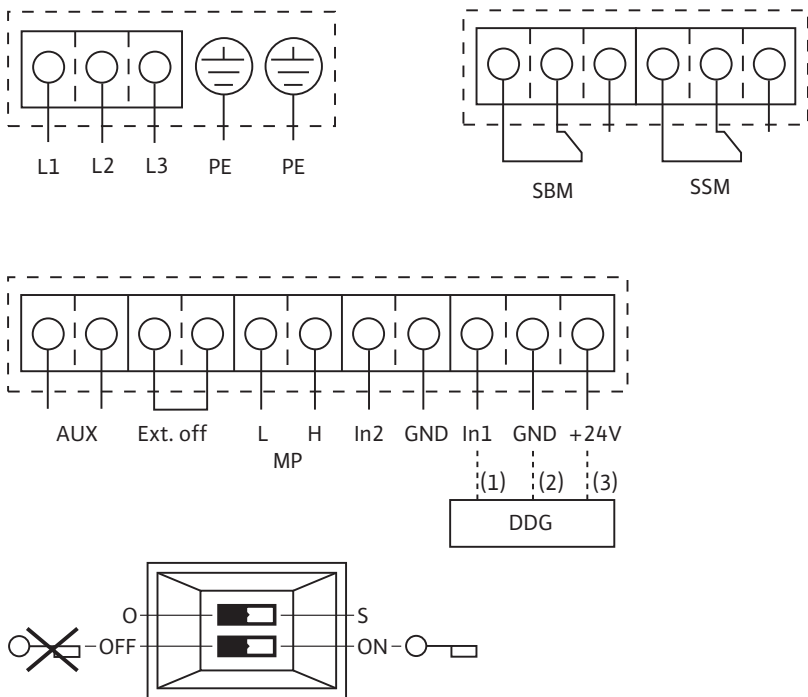 L1 L2 L3 PE PE
SBM
SSM
AUX Ext. off L H In2 GND In1 GND +24V
MP
(1) (2) (3)
DDG
O S
OFF ON